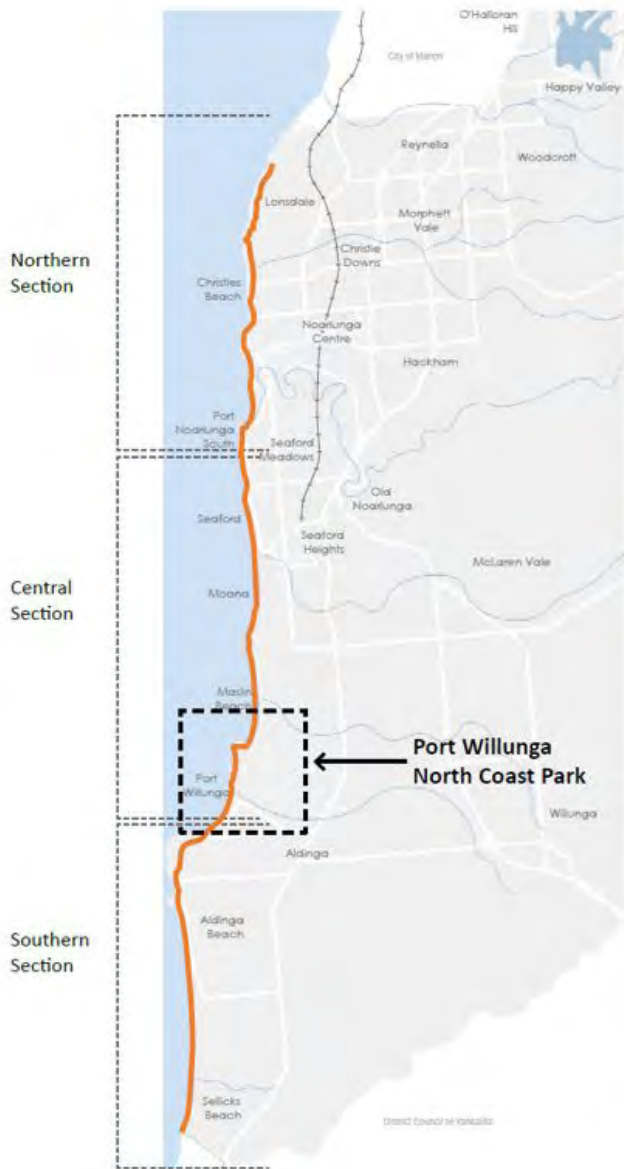 O'Halloran
Hill
City of Marion
Happy Valley
Reynella
Woodcroft
Lonsdale
Morphett
Vale
Northern
Section
Christie
Downs
Christies
Beach
Noarlunga
Centre
Hackham
Port
Noarlunga
South
Seaford
Meadows
Old
Noarlunga
Seaford
Seaford
Heights
McLaren Vale
Central
Section
Moana
Maslin
Beach
Port Willunga
North Coast Park
Port
Willunga
Willunga
Aldinga
Southern
Section
Aldinga
Beach
Sellicks
Beach
District Council of Yankalilla